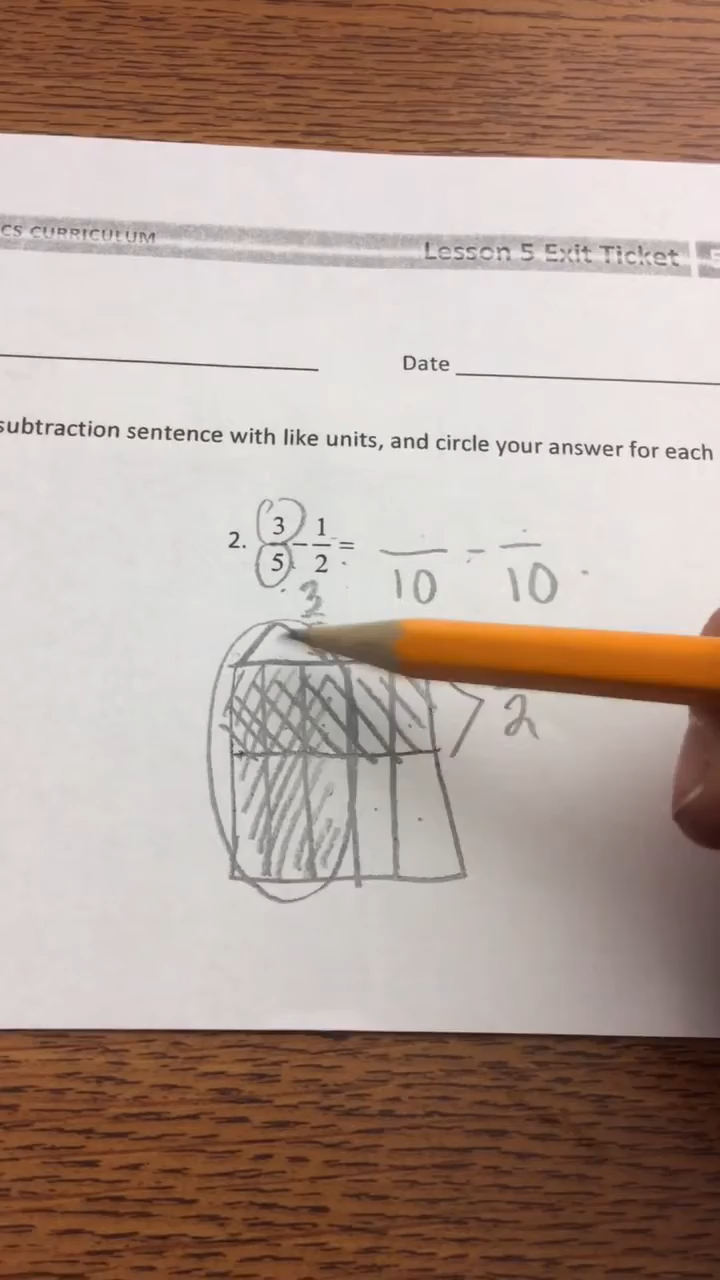 CS CURRICULUM
Lesson 5 Exit Ticket
Date
subtraction sentence with like units, and circle your answer for each
2. 3/5 - 1/2 = /10 - /10
3
2